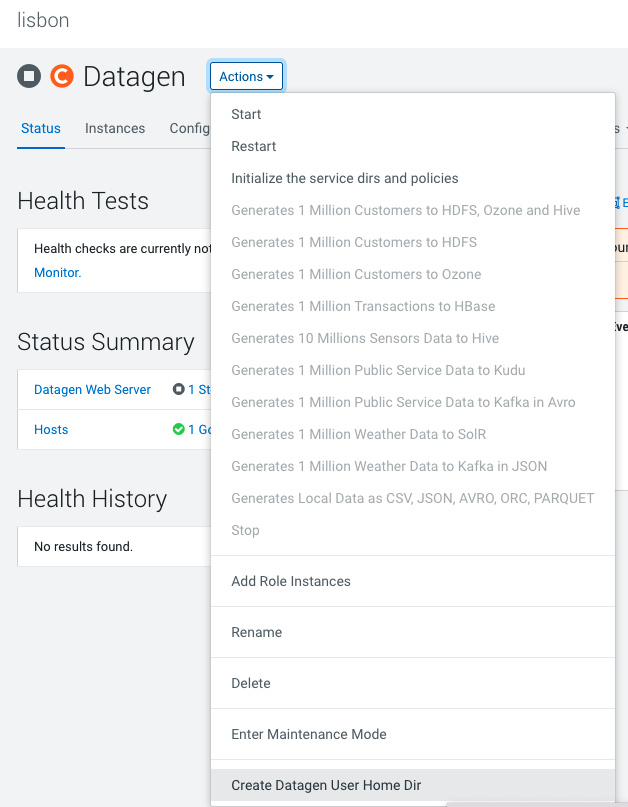 lisbon
Datagen
Actions
Status Instances Config
Start
Restart
Initialize the service dirs and policies
Generates 1 Million Customers to HDFS, Ozone and Hive
Generates 1 Million Customers to HDFS
Generates 1 Million Customers to Ozone
Generates 1 Million Transactions to HBase
Generates 10 Millions Sensors Data to Hive
Generates 1 Million Public Service Data to Kudu
Generates 1 Million Public Service Data to Kafka in Avro
Generates 1 Million Weather Data to SolR
Generates 1 Million Weather Data to Kafka in JSON
Generates Local Data as CSV, JSON, AVRO, ORC, PARQUET
Stop
Add Role Instances
Rename
Delete
Enter Maintenance Mode
Create Datagen User Home Dir
Health Tests
Health checks are currently not
Monitor.
Status Summary
Datagen Web Server 1 St
Hosts 1 Go
Health History
No results found.